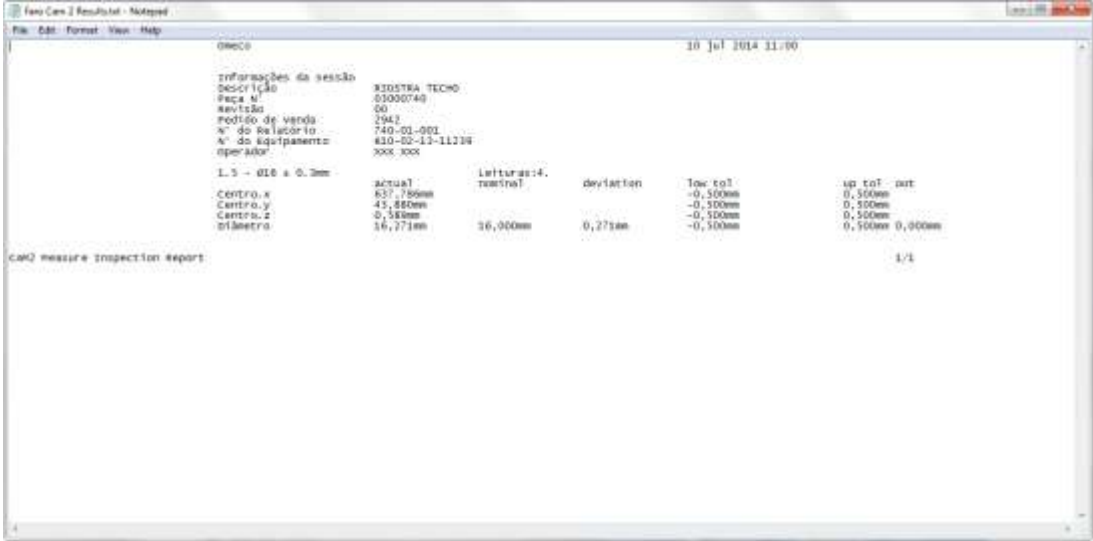 Faro Cam 2 Results.txt - Notepad
File Edit Format View Help
Omeco 10 jul 2014 11:00
Informações da sessão
Descrição RIOSTRA TECHO
Peça N° 03000740
Revisão 00
Pedido de venda 2942
N° do Relatório 740-01-001
N° do Equipamento 610-02-13-11239
Operador XXX XXX
1.5 - Ø16 ± 0.3mm Leituras:4.
actual nominal deviation low tol up tol out
Centro.x 637,786mm -0,500mm 0,500mm
Centro.y 43,880mm -0,500mm 0,500mm
Centro.z 0,589mm -0,500mm 0,500mm
Diâmetro 16,271mm 16,000mm 0,271mm -0,500mm 0,500mm 0,000mm
CAM2 Measure Inspection Report 1/1